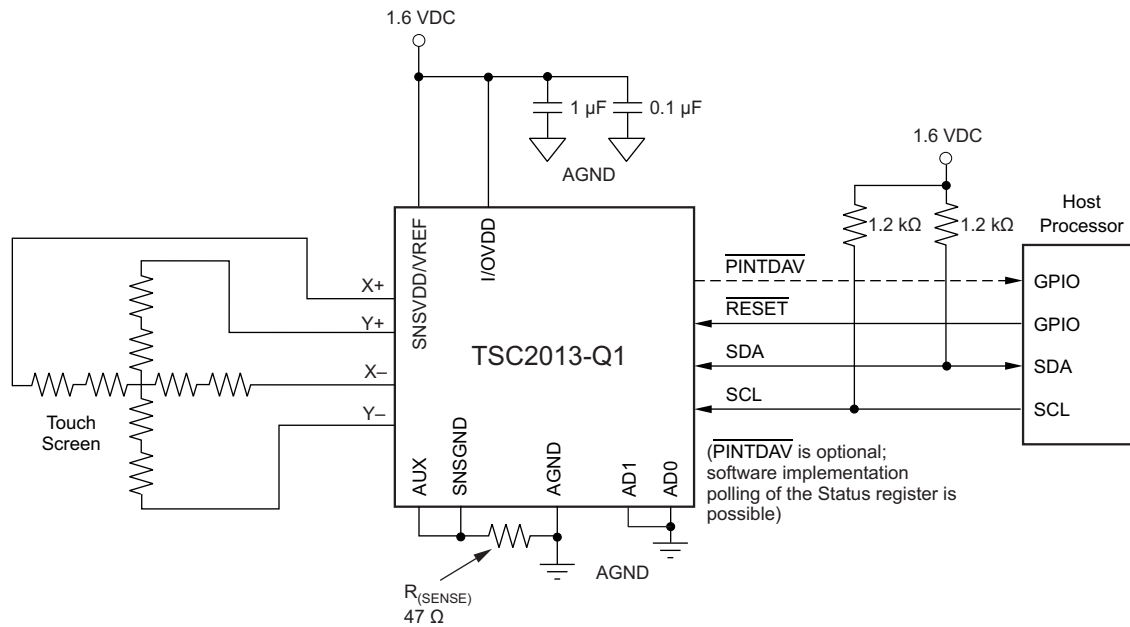 1.6 VDC
1 µF
0.1 µF
AGND
1.6 VDC
1.2 kΩ
1.2 kΩ
Host
Processor
SNSVDD/VREF
I/OVDD
X+
Y+
X–
Y–
Touch
Screen
TSC2013-Q1
PINTDAV
RESET
SDA
SCL
GPIO
GPIO
SDA
SCL
(PINTDAV is optional;
software implementation
polling of the Status register is
possible)
AUX
SNSGND
AGND
AD1
AD0
AGND
R(SENSE)
47 Ω